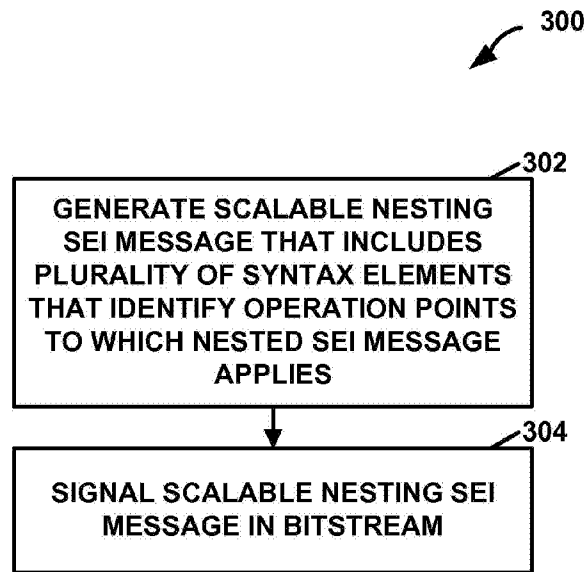 300
302
GENERATE SCALABLE NESTING
SEI MESSAGE THAT INCLUDES
PLURALITY OF SYNTAX ELEMENTS
THAT IDENTIFY OPERATION POINTS
TO WHICH NESTED SEI MESSAGE
APPLIES
304
SIGNAL SCALABLE NESTING SEI
MESSAGE IN BITSTREAM